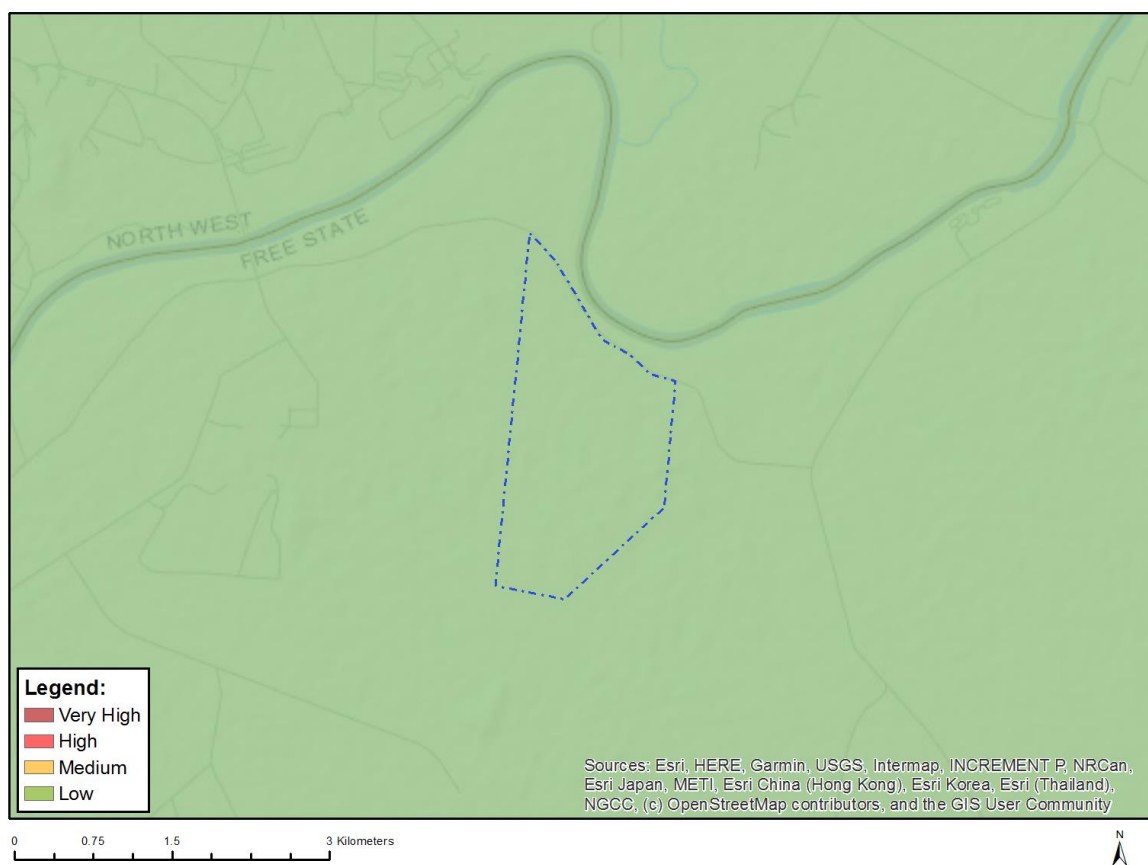 NORTH WEST
FREE STATE
Legend:
Very High
High
Medium
Low
Sources: Esri, HERE, Garmin, USGS, Intermap, INCREMENT P, NRCan,
Esri Japan, METI, Esri China (Hong Kong), Esri Korea, Esri (Thailand),
NGCC, (c) OpenStreetMap contributors, and the GIS User Community
0 0.75 1.5 3 Kilometers
N